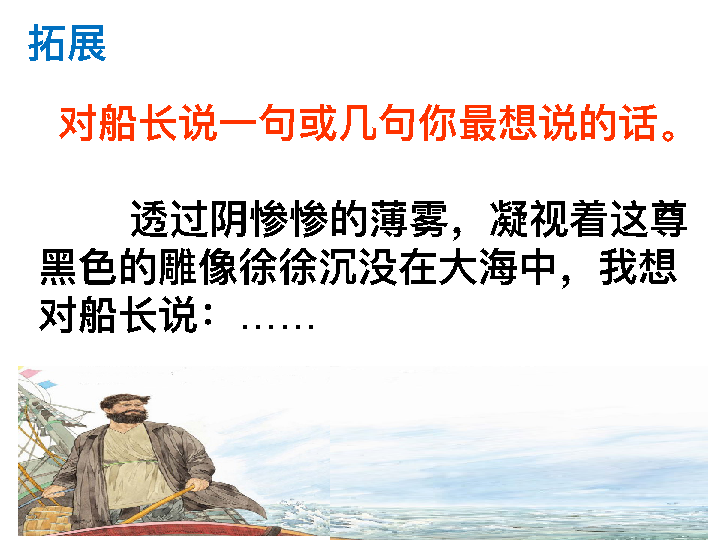 拓展
对船长说一句或几句你最想说的话。
透过阴惨惨的薄雾，凝视着这尊
黑色的雕像徐徐沉没在大海中，我想
对船长说：……